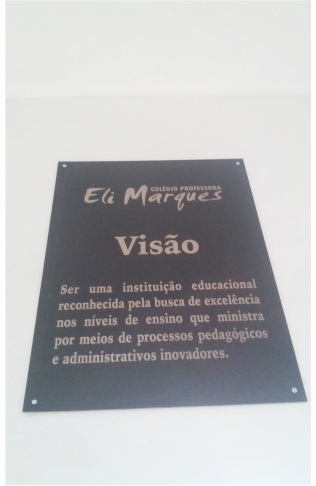 COLÉGIO PROFESSORA
Eli Marques
Visão
Ser uma instituição educacional
reconhecida pela busca de excelência
nos níveis de ensino que ministra
por meios de processos pedagógicos
e administrativos inovadores.